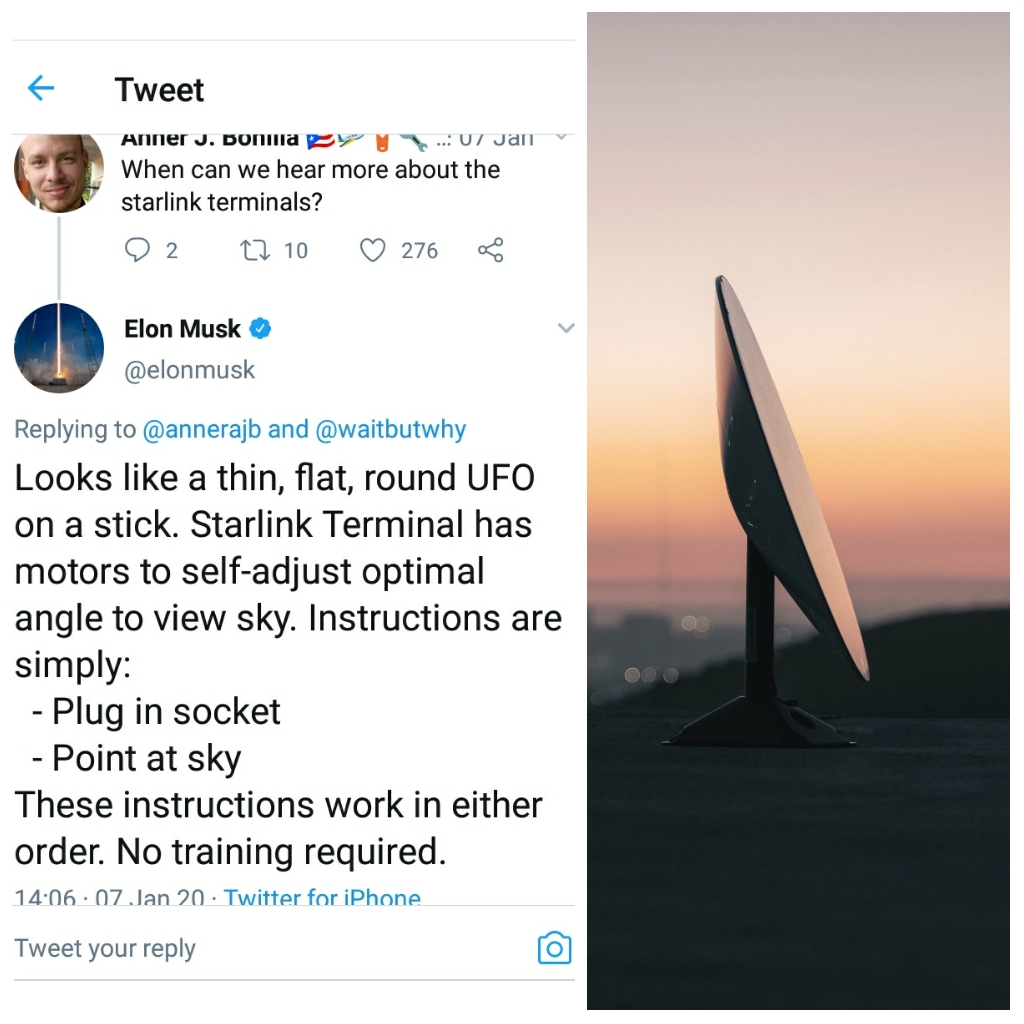 Tweet
Anner J. Bonilla ...: 07 Jan
When can we hear more about the
starlink terminals?
2 10 276
Elon Musk
@elonmusk
Replying to @annerajb and @waitbutwhy
Looks like a thin, flat, round UFO
on a stick. Starlink Terminal has
motors to self-adjust optimal
angle to view sky. Instructions are
simply:
- Plug in socket
- Point at sky
These instructions work in either
order. No training required.
14:06 · 07 Jan 20 · Twitter for iPhone
Tweet your reply